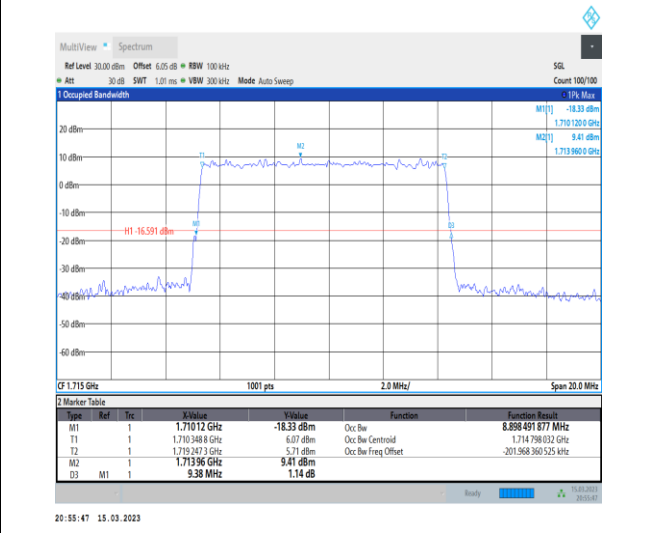 MultiView Spectrum
Ref Level 30.00 dBm Offset 6.05 dB RBW 100 kHz SGL
Att 30 dB SWT 1.01 ms VBW 300 kHz Mode Auto Sweep Count 100/100
1 Occupied Bandwidth 1Pk Max
M1[1] -18.33 dBm
1.710 120 0 GHz
20 dBm M2[1] 9.41 dBm
1.713 960 0 GHz
M2
10 dBm T1 T2
0 dBm
-10 dBm
M1 D3
H1 -16.591 dBm
-20 dBm
-30 dBm
-40 dBm
-50 dBm
-60 dBm
CF 1.715 GHz 1001 pts 2.0 MHz/ Span 20.0 MHz
2 Marker Table
Type Ref Trc X-Value Y-Value Function Function Result
M1 1 1.71012 GHz -18.33 dBm Occ Bw 8.898 491 877 MHz
T1 1 1.710 348 8 GHz 6.07 dBm Occ Bw Centroid 1.714 798 032 GHz
T2 1 1.719 247 3 GHz 5.71 dBm Occ Bw Freq Offset -201.968 360 525 kHz
M2 1 1.713 96 GHz 9.41 dBm
D3 M1 1 9.38 MHz 1.14 dB
Ready 15.03.2023
20:55:47
20:55:47 15.03.2023